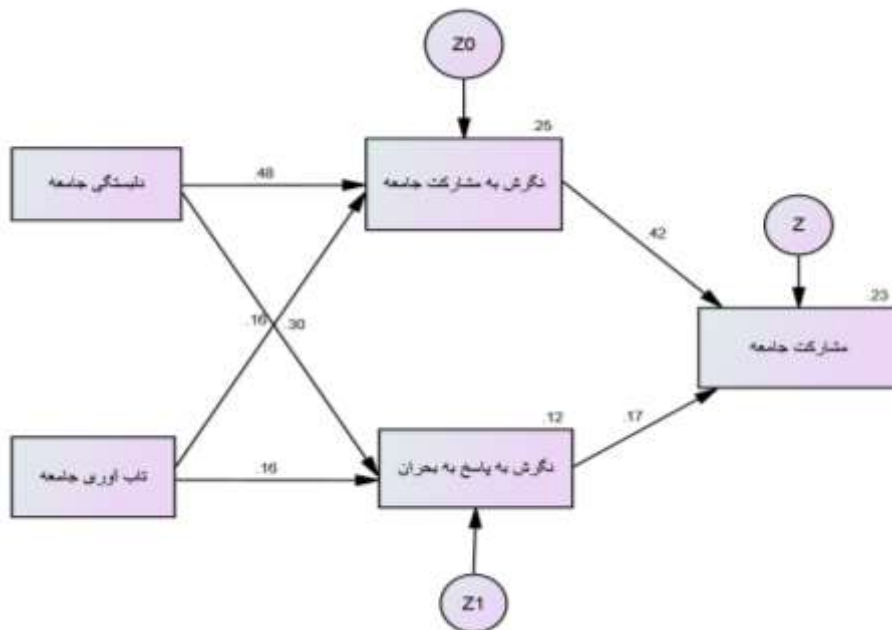 Z0
.25
نگرش به مشارکت جامعه
دلبستگی جامعه
.48
.42
Z
.23
مشارکت جامعه
.16
.30
.12
.17
نگرش به پاسخ به بحران
تاب آوری جامعه
.16
Z1